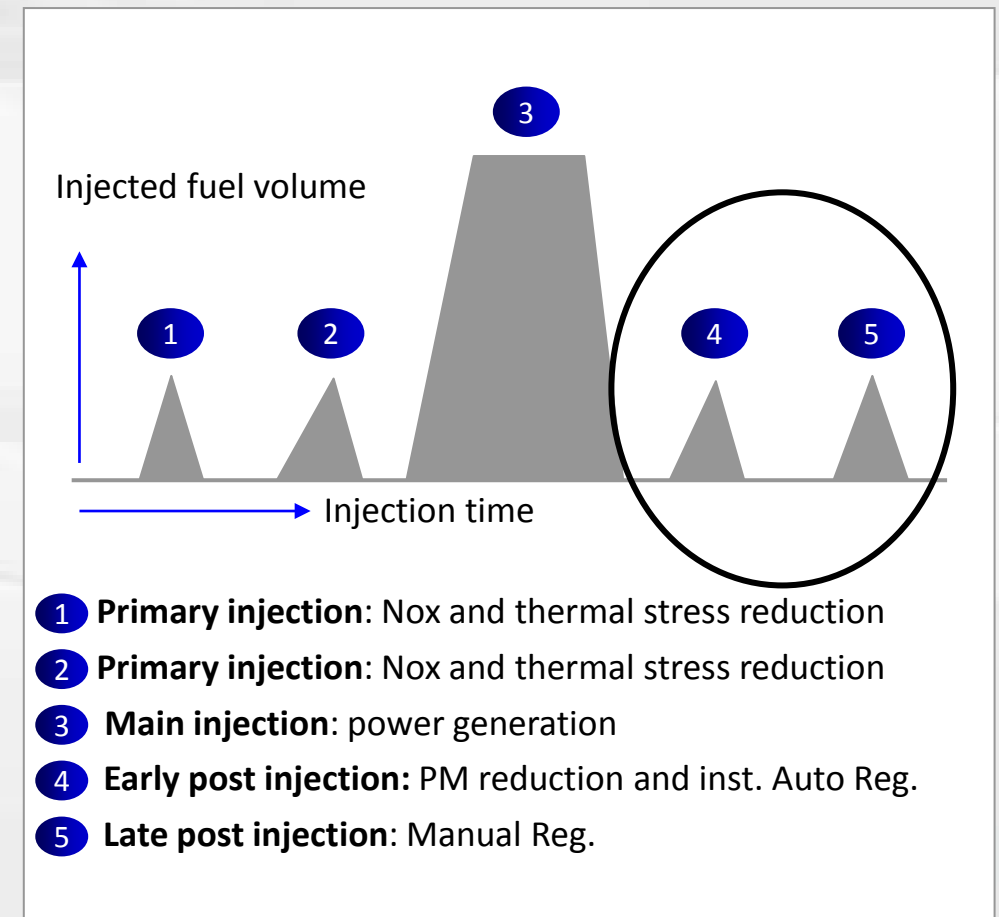 3
Injected fuel volume
1
2
4
5
Injection time
1 Primary injection: Nox and thermal stress reduction
2 Primary injection: Nox and thermal stress reduction
3 Main injection: power generation
4 Early post injection: PM reduction and inst. Auto Reg.
5 Late post injection: Manual Reg.